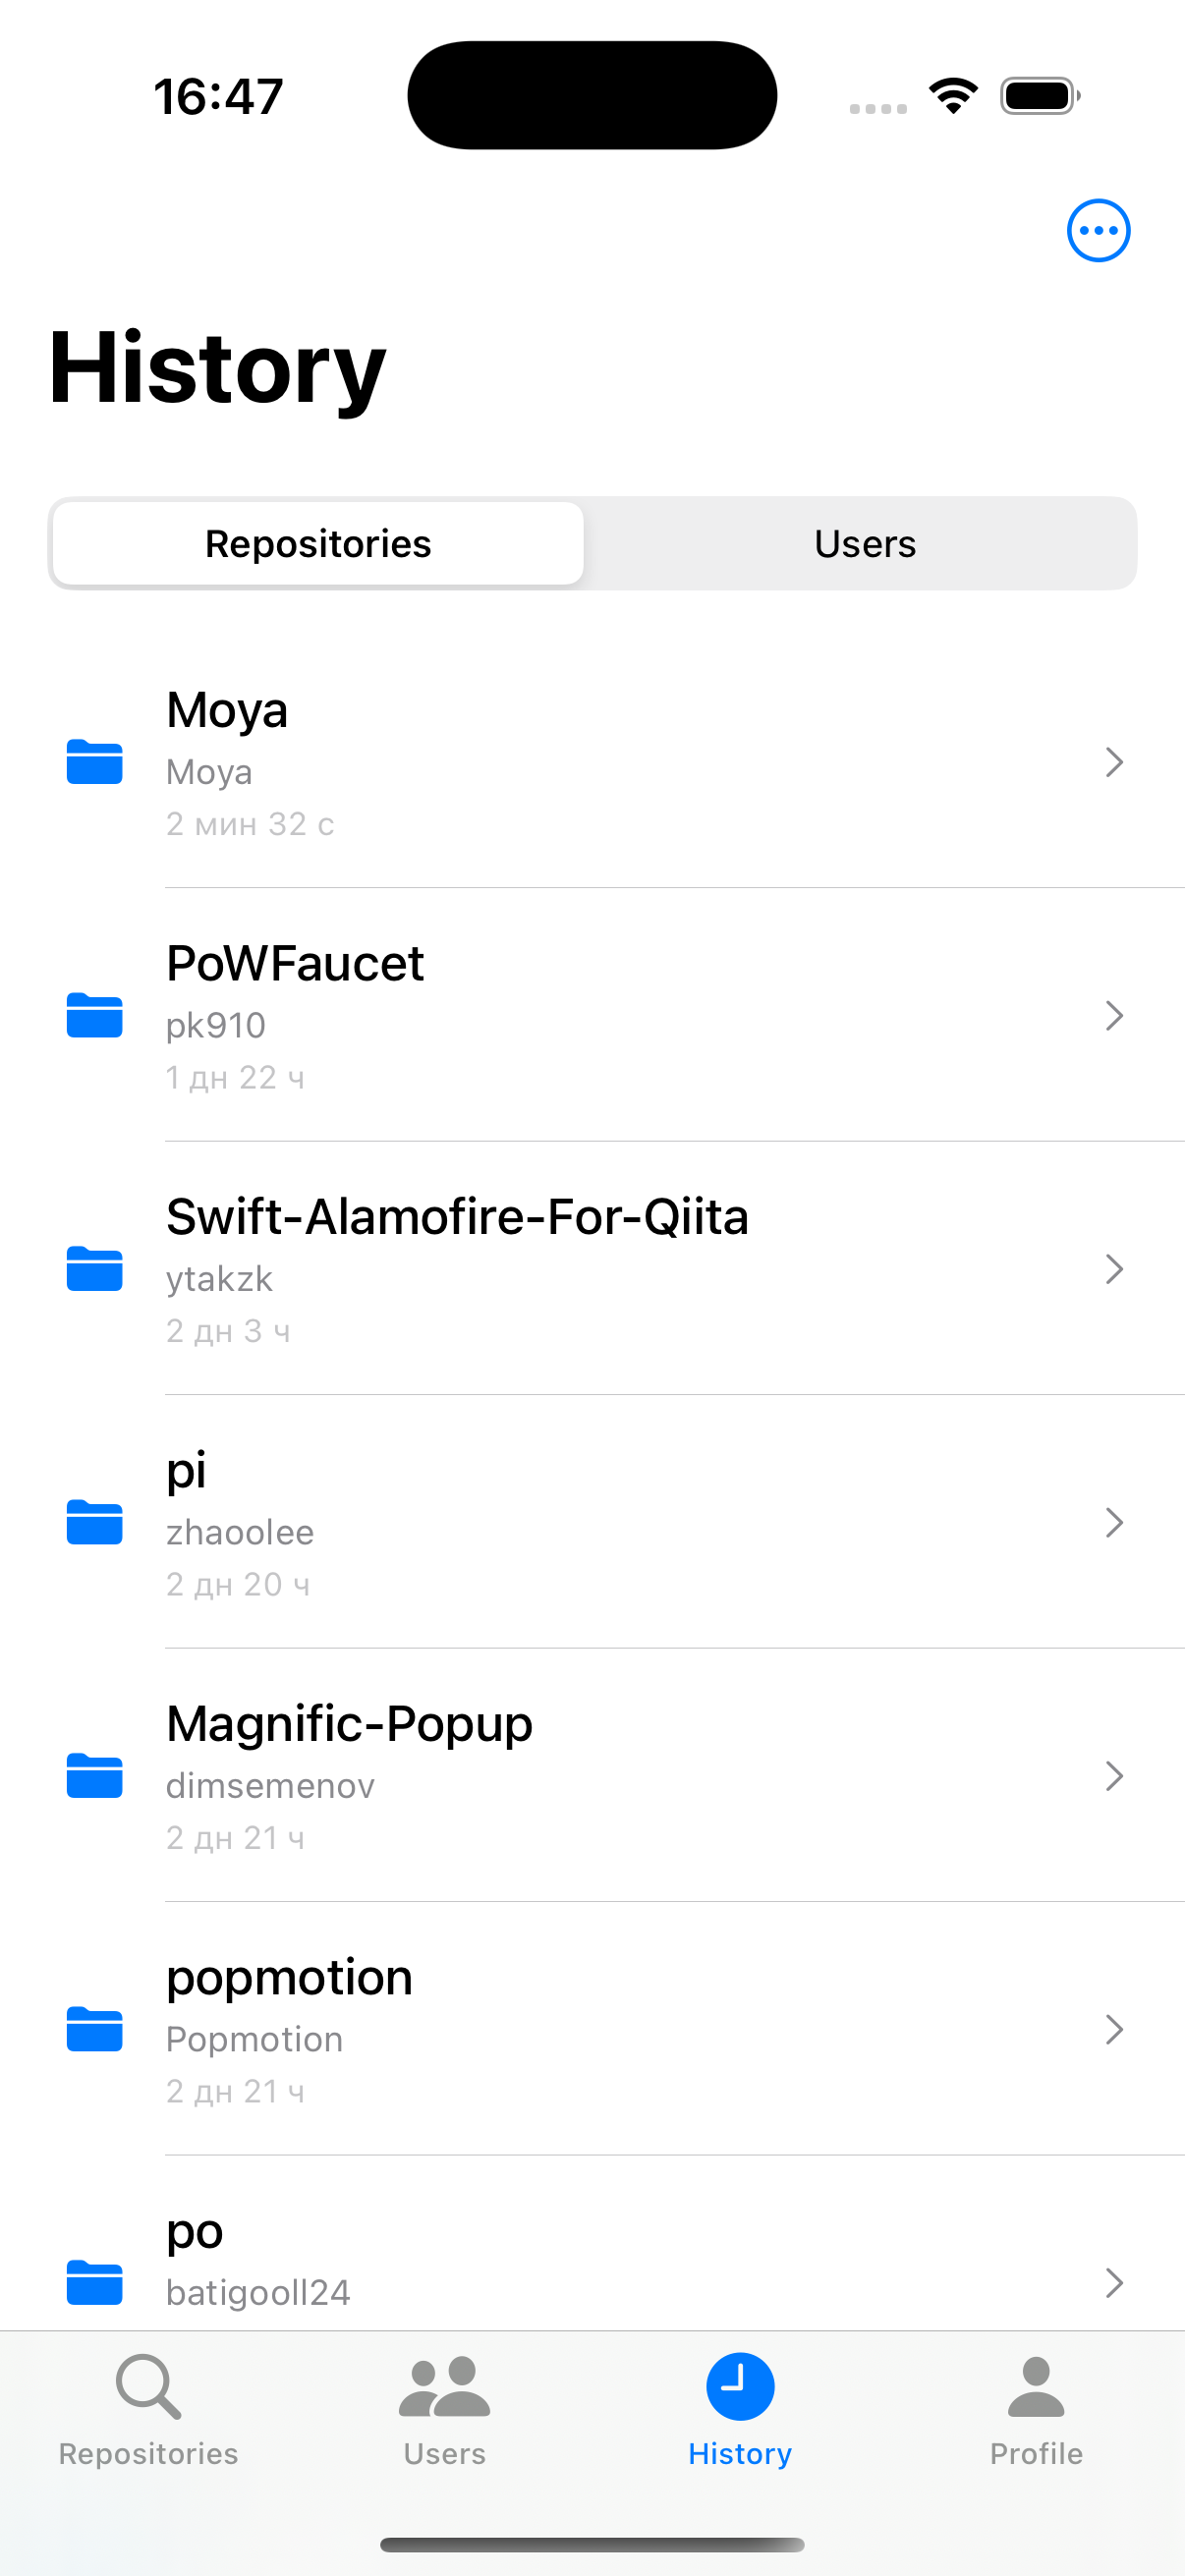 16:47
History
Repositories
Users
Moya
Moya
2 мин 32 с
PoWFaucet
pk910
1 дн 22 ч
Swift-Alamofire-For-Qiita
ytakzk
2 дн 3 ч
pi
zhaoolee
2 дн 20 ч
Magnific-Popup
dimsemenov
2 дн 21 ч
popmotion
Popmotion
2 дн 21 ч
po
batigooll24
Repositories
Users
History
Profile